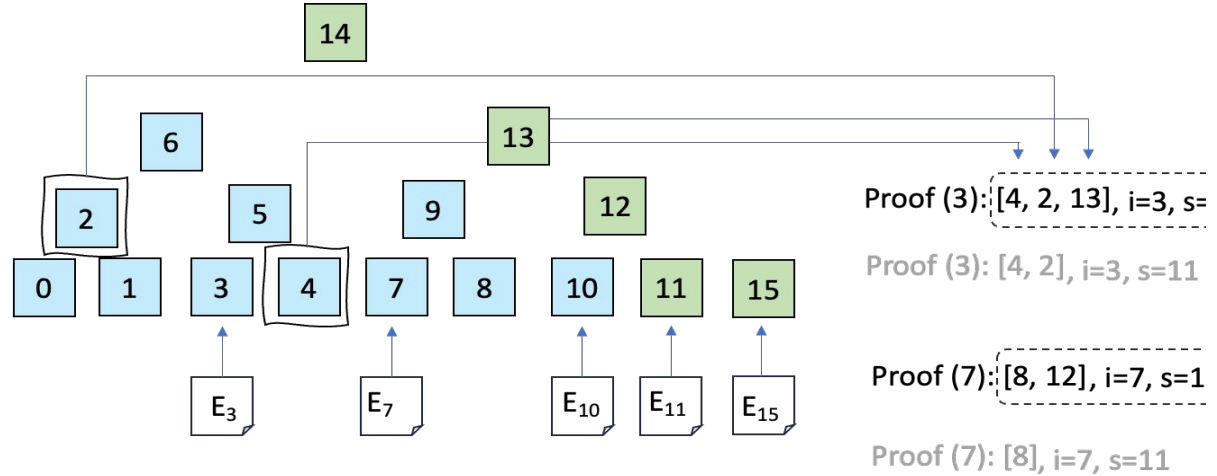 14
6
13
2
5
9
12
0
1
3
4
7
8
10
11
15
E3
E7
E10
E11
E15
Proof (3): [4, 2, 13], i=3, s=
Proof (3): [4, 2], i=3, s=11
Proof (7): [8, 12], i=7, s=1
Proof (7): [8], i=7, s=11